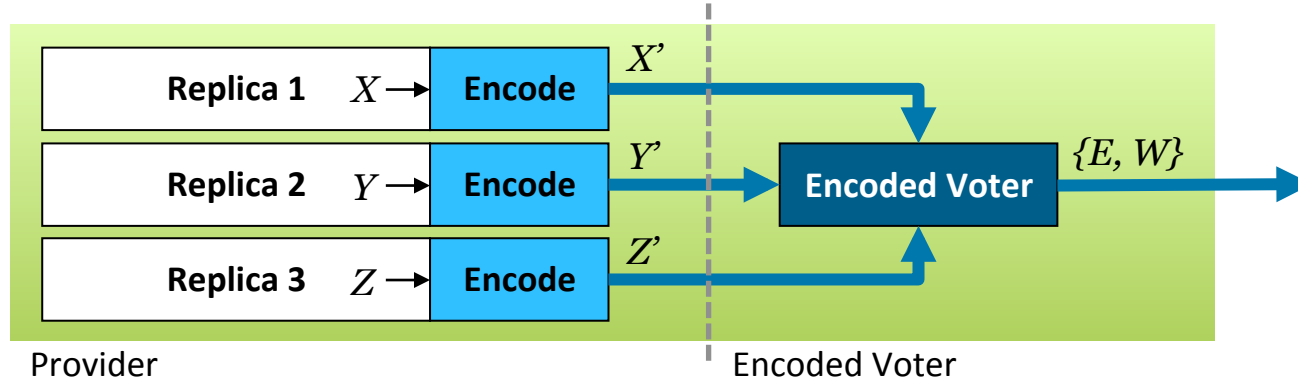 Replica 1 X Encode X’
Replica 2 Y Encode Y’ Encoded Voter {E, W}
Replica 3 Z Encode Z’
Provider Encoded Voter